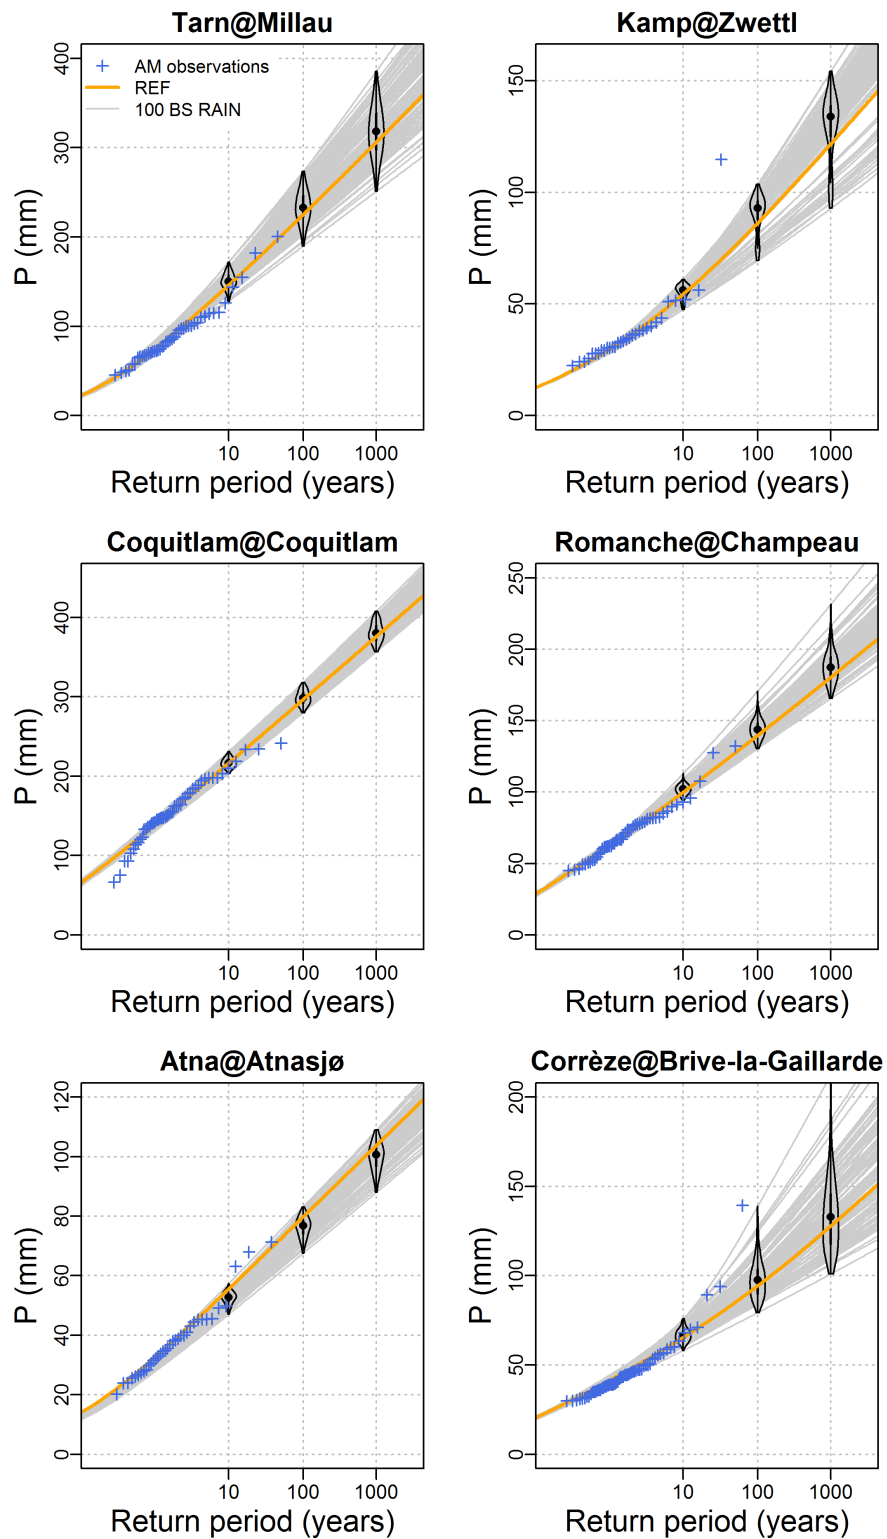 Tarn@Millau
Kamp@Zwettl
AM observations
REF
100 BS RAIN
P (mm)
0
100
200
300
400
10
100
1000
Return period (years)
P (mm)
0
50
100
150
10
100
1000
Return period (years)
Coquitlam@Coquitlam
Romanche@Champeau
P (mm)
0
100
200
300
400
10
100
1000
Return period (years)
P (mm)
0
50
100
150
200
250
10
100
1000
Return period (years)
Atna@Atnasjø
Corrèze@Brive-la-Gaillarde
P (mm)
0
20
40
60
80
100
120
10
100
1000
Return period (years)
P (mm)
0
50
100
150
200
10
100
1000
Return period (years)